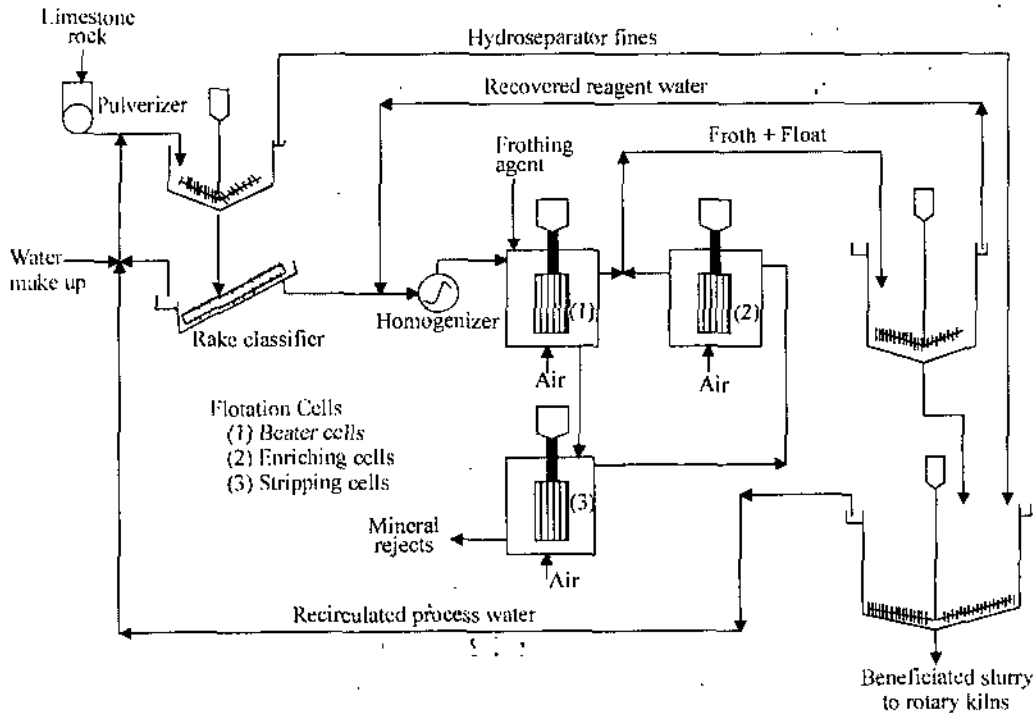 Limestone
rock
Pulverizer
Hydroseparator fines
Recovered reagent water
Frothing
agent
Froth + Float
Water
make up
Rake classifier
Homogenizer
(1)
(2)
Air
Air
Flotation Cells
(1) Beater cells
(2) Enriching cells
(3) Stripping cells
(3)
Mineral
rejects
Air
Recirculated process water
Beneficiated slurry
to rotary kilns